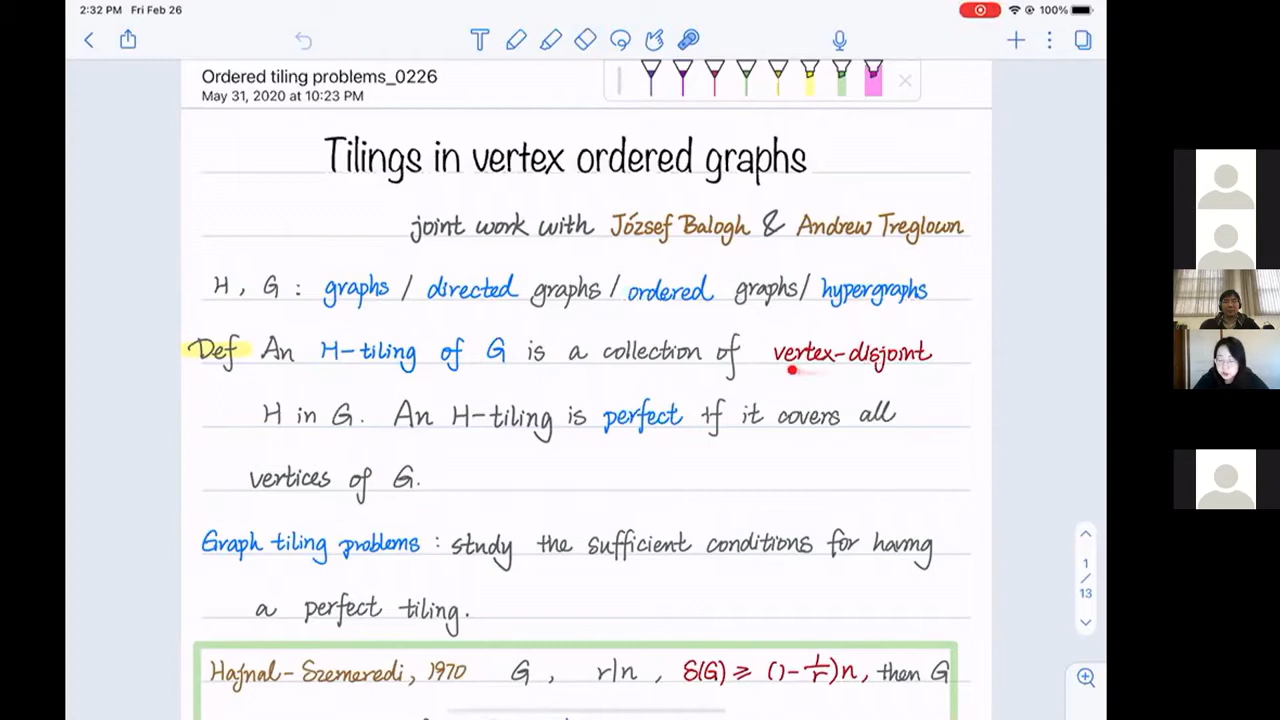 2:32 PM Fri Feb 26
100%
Ordered tiling problems_0226
May 31, 2020 at 10:23 PM
Tilings in vertex ordered graphs
joint work with József Balogh & Andrew Treglown
H, G: graphs / directed graphs / ordered graphs / hypergraphs
Def An H-tiling of G is a collection of vertex-disjoint
H in G. An H-tiling is perfect if it covers all
vertices of G.
Graph tiling problems: study the sufficient conditions for having
a perfect tiling.
Hajnal-Szemeredi, 1970 G, r|n, δ(G) ≥ (1-1/r)n, then G
1
/
13